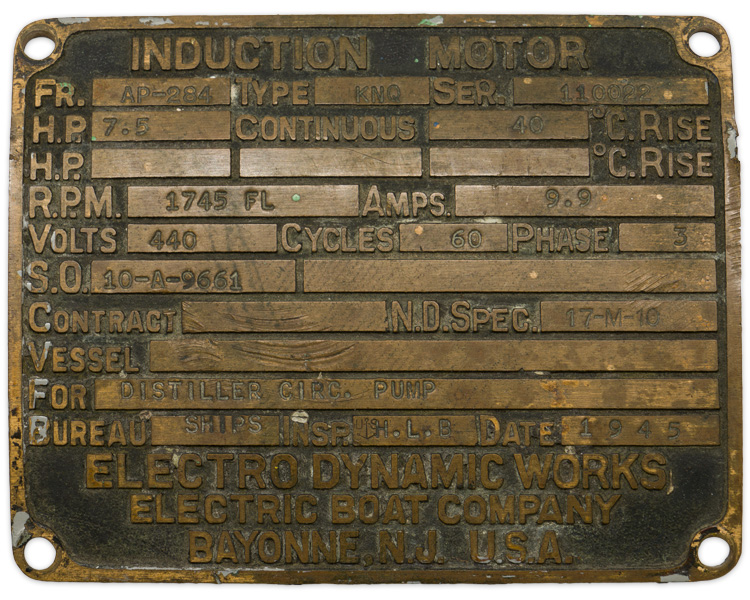 INDUCTION MOTOR
FR. AP-284 TYPE KNQ SER.
H.P. 7.5 CONTINUOUS 40 °C.RISE
H.P. °C.RISE
R.P.M. 1745 FL AMPS. 9.9
VOLTS 440 CYCLES 60 PHASE 3
S.O. 10-A-9661
CONTRACT N.D.SPEC. 17-M-10
VESSEL
FOR DISTILLER CIRC. PUMP
BUREAU SHIPS INSP. H.L.B DATE 1945
ELECTRO DYNAMIC WORKS
ELECTRIC BOAT COMPANY
BAYONNE, N.J. U.S.A.